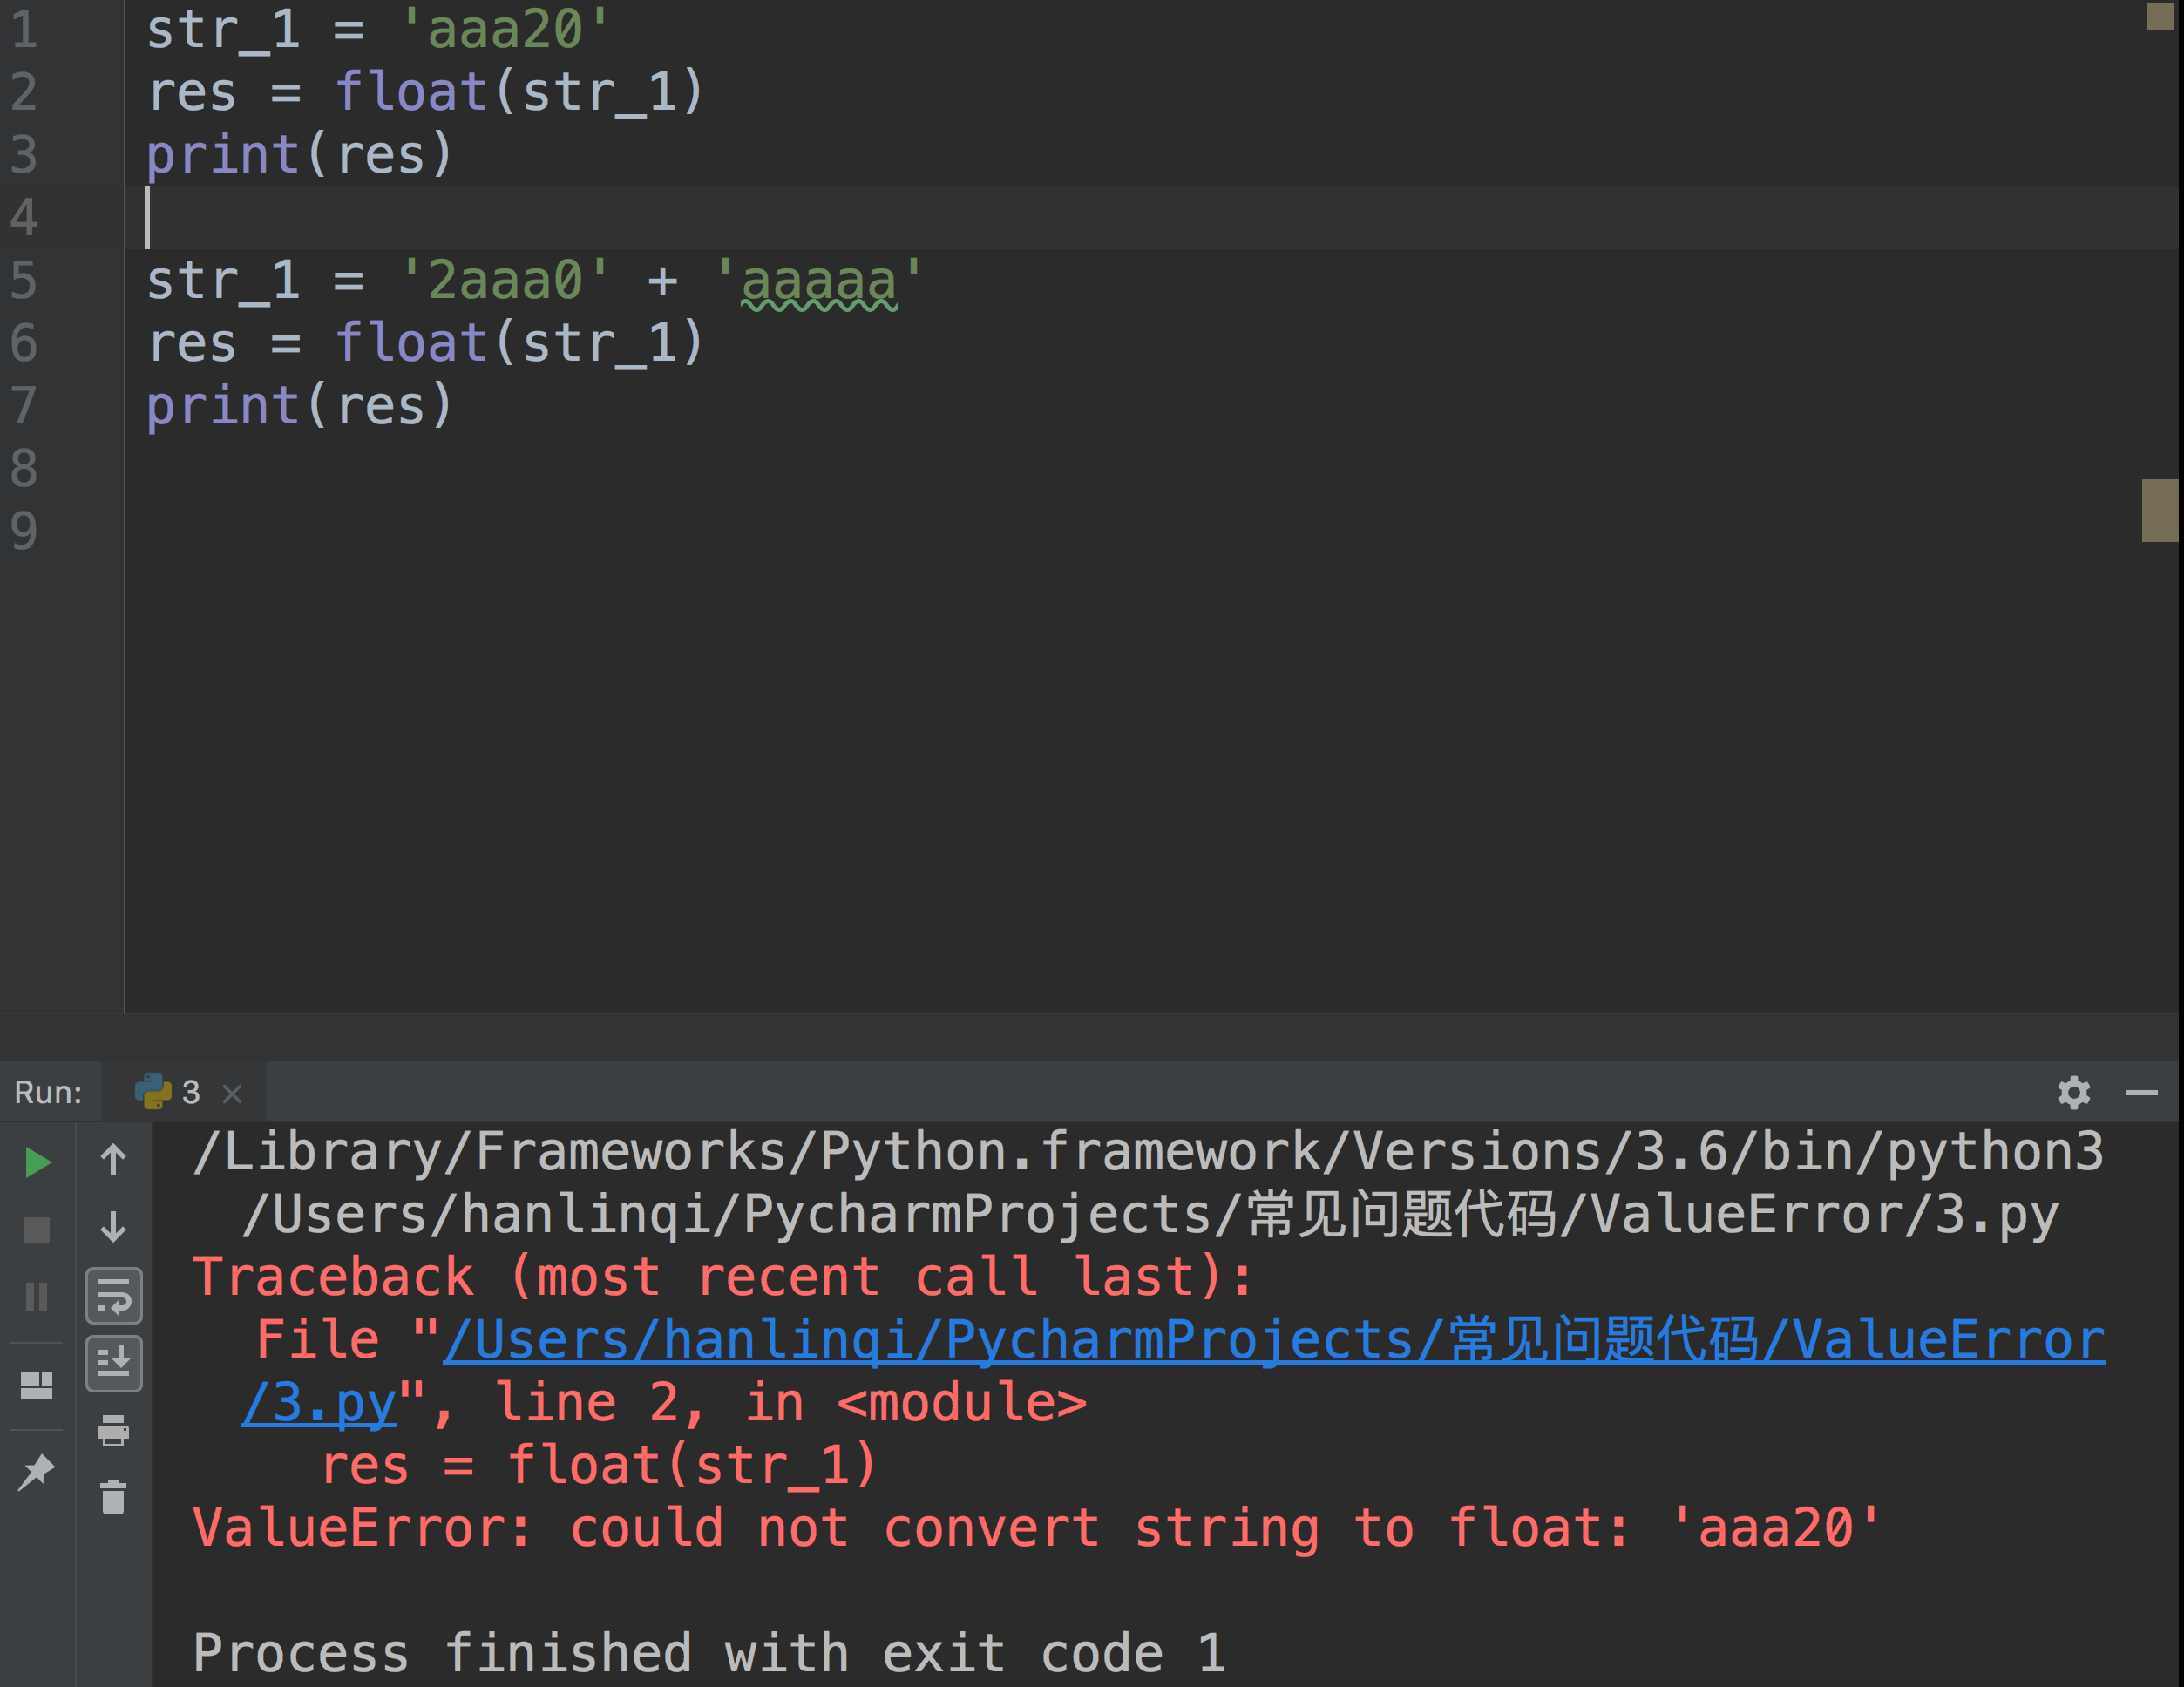 1 str_1 = 'aaa20'
2 res = float(str_1)
3 print(res)
4
5 str_1 = '2aaa0' + 'aaaaa'
6 res = float(str_1)
7 print(res)
8
9
Run: 3 ×
/Library/Frameworks/Python.framework/Versions/3.6/bin/python3
/Users/hanlinqi/PycharmProjects/常见问题代码/ValueError/3.py
Traceback (most recent call last):
File "/Users/hanlinqi/PycharmProjects/常见问题代码/ValueError
/3.py", line 2, in <module>
res = float(str_1)
ValueError: could not convert string to float: 'aaa20'
Process finished with exit code 1